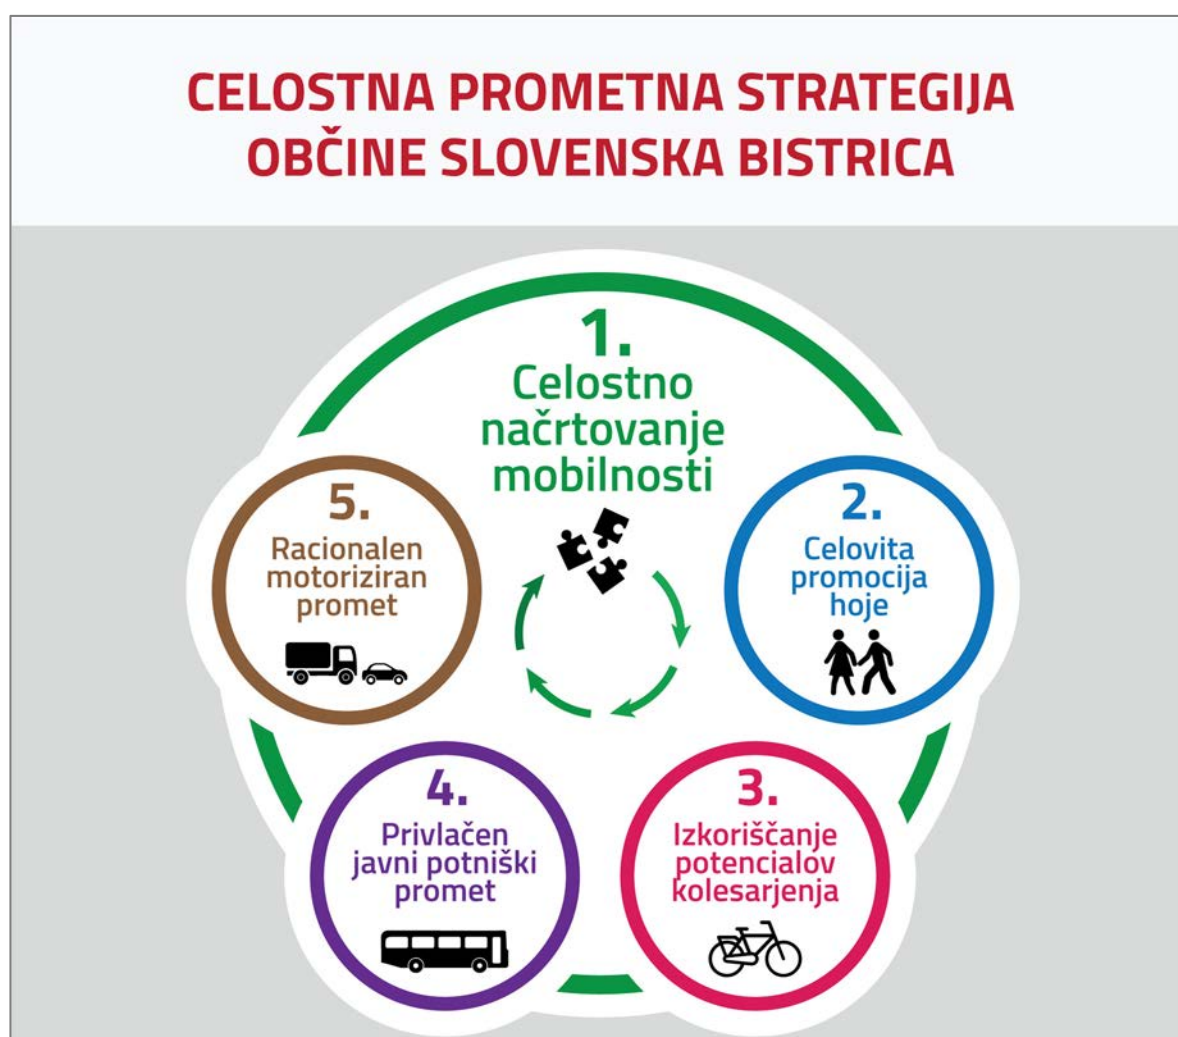 CELOSTNA PROMETNA STRATEGIJA
OBČINE SLOVENSKA BISTRICA
1.
Celostno
načrtovanje
mobilnosti
2.
Celovita
promocija
hoje
3.
Izkoriščanje
potencialov
kolesarjenja
4.
Privlačen
javni potniški
promet
5.
Racionalen
motoriziran
promet